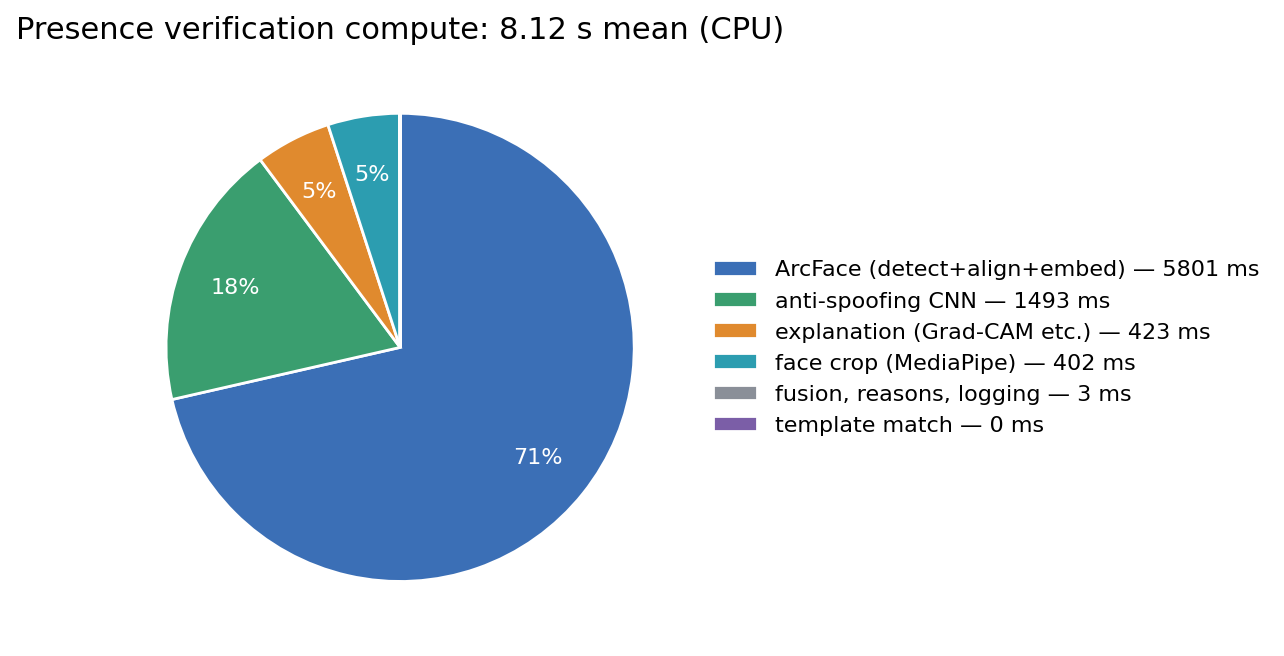 Presence verification compute: 8.12 s mean (CPU)
5%
5%
18%
71%
ArcFace (detect+align+embed) — 5801 ms
anti-spoofing CNN — 1493 ms
explanation (Grad-CAM etc.) — 423 ms
face crop (MediaPipe) — 402 ms
fusion, reasons, logging — 3 ms
template match — 0 ms